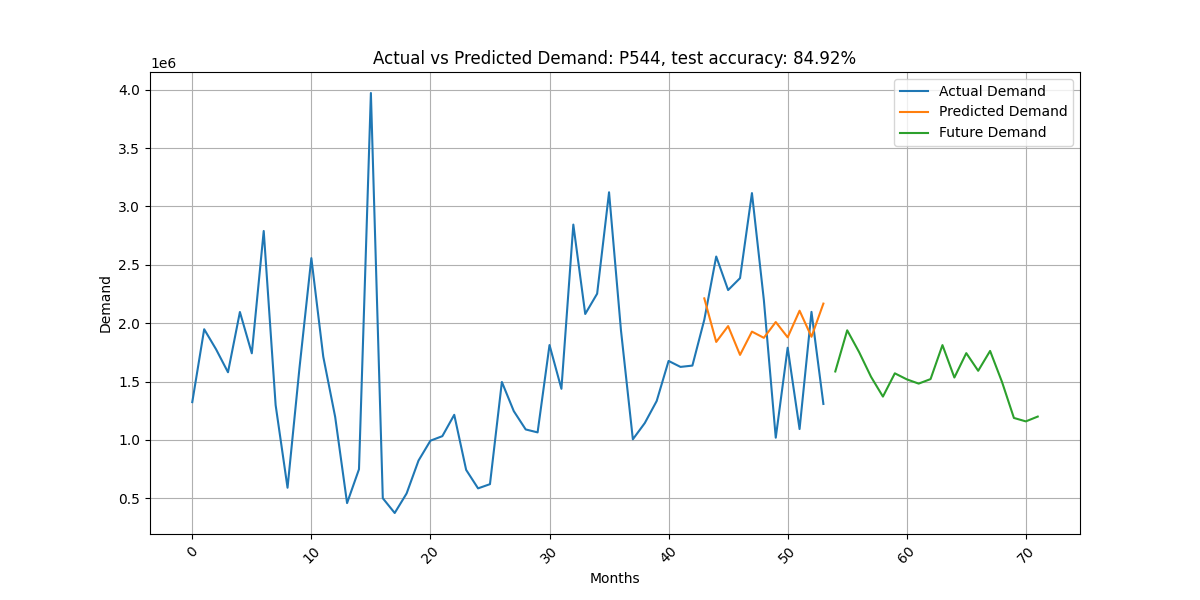 Actual vs Predicted Demand: P544, test accuracy: 84.92%
1e6
Actual Demand
Predicted Demand
Future Demand
4.0
3.5
3.0
2.5
2.0
1.5
1.0
0.5
Demand
0
10
20
30
40
50
60
70
Months